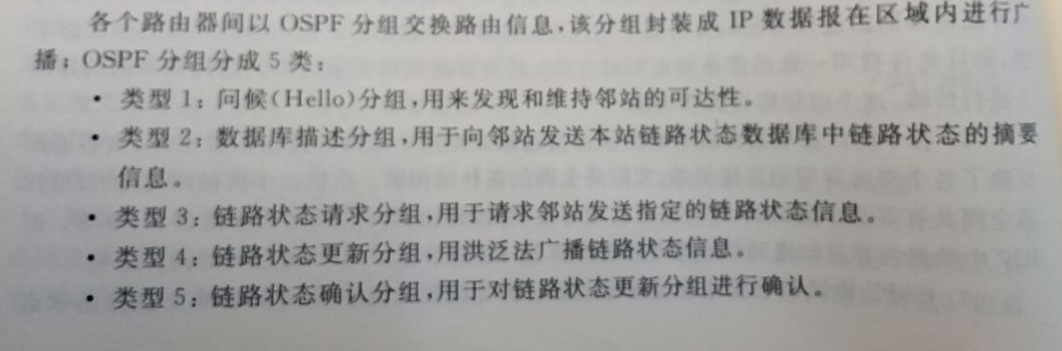 各个路由器间以 OSPF 分组交换路由信息,该分组封装成 IP 数据报在区域内进行广
播;OSPF 分组分成 5 类:
• 类型 1:问候(Hello)分组,用来发现和维持邻站的可达性。
• 类型 2:数据库描述分组,用于向邻站发送本站链路状态数据库中链路状态的摘要
信息。
• 类型 3:链路状态请求分组,用于请求邻站发送指定的链路状态信息。
• 类型 4:链路状态更新分组,用洪泛法广播链路状态信息。
• 类型 5:链路状态确认分组,用于对链路状态更新分组进行确认。